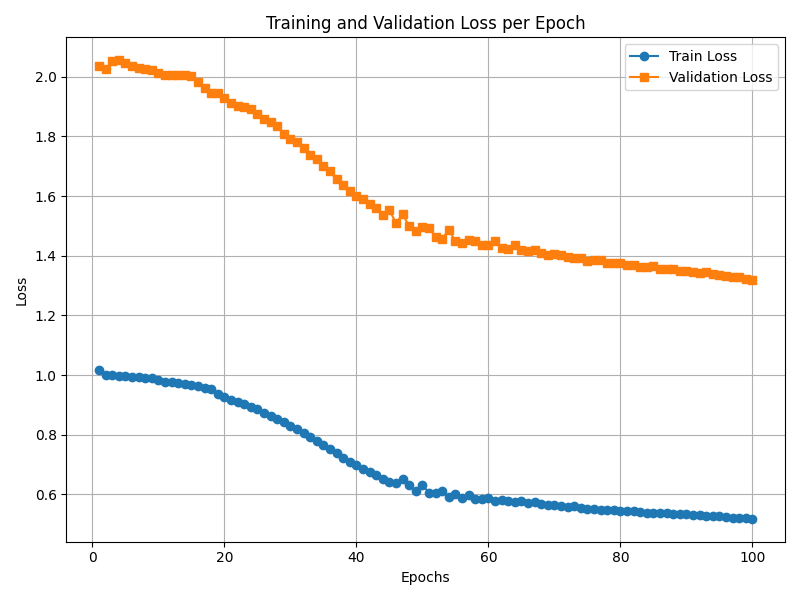 Training and Validation Loss per Epoch
Train Loss
Validation Loss
2.0
1.8
1.6
1.4
1.2
1.0
0.8
0.6
Loss
0 20 40 60 80 100
Epochs